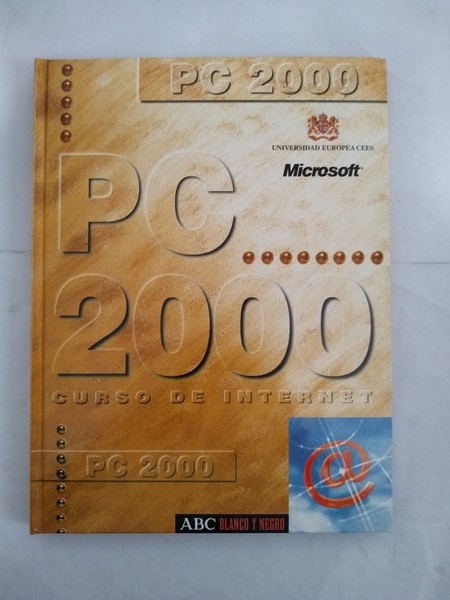 PC 2000
UNIVERSIDAD EUROPEA CEES
Microsoft
PC
2000
CURSO DE INTERNET
@
PC 2000
ABC BLANCO Y NEGRO